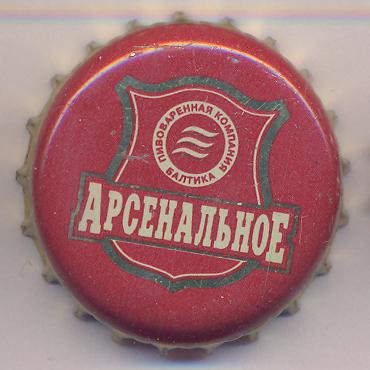 ПИВОВАРЕННАЯ КОМПАНИЯ
БАЛТИКА
АРСЕНАЛЬНОЕ